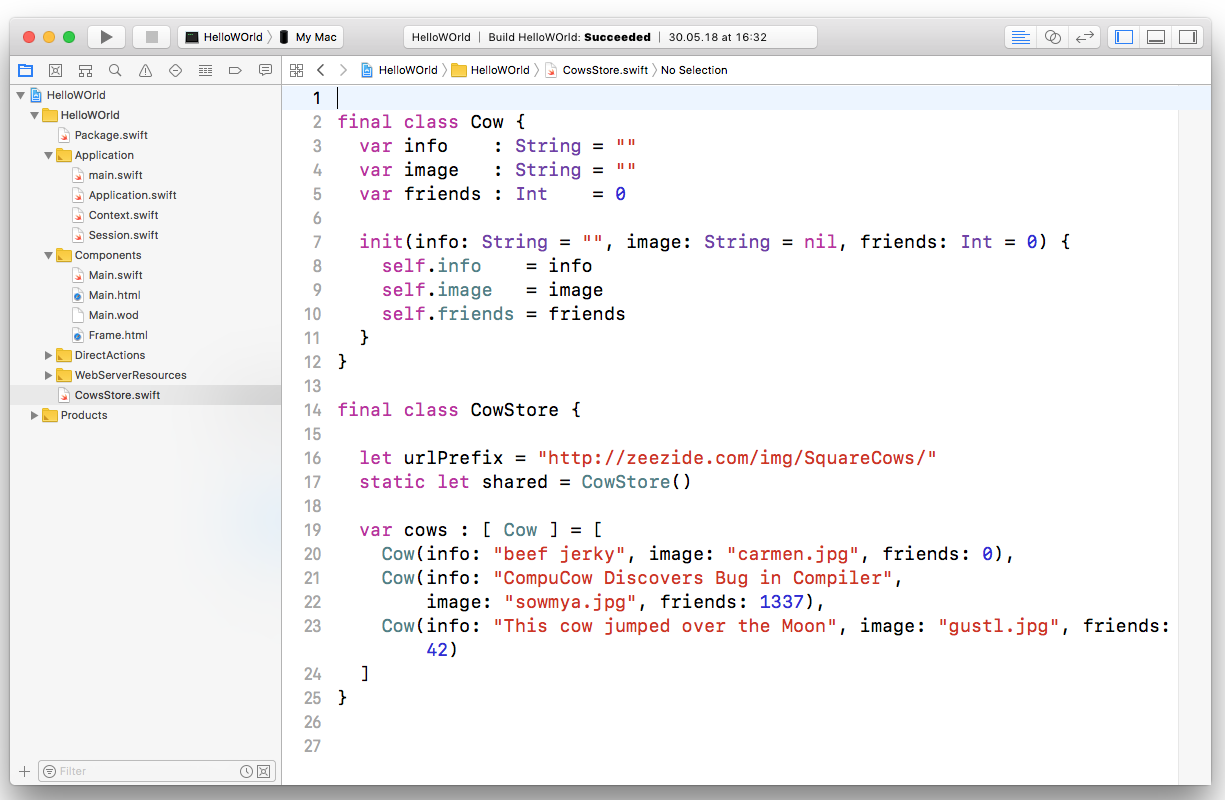 HelloWOrld My Mac
HelloWOrld | Build HelloWOrld: Succeeded | 30.05.18 at 16:32
HelloWOrld HelloWOrld CowsStore.swift No Selection
HelloWOrld
HelloWOrld
Package.swift
Application
main.swift
Application.swift
Context.swift
Session.swift
Components
Main.swift
Main.html
Main.wod
Frame.html
DirectActions
WebServerResources
CowsStore.swift
Products
Filter
1
2 final class Cow {
3   var info    : String = ""
4   var image   : String = ""
5   var friends : Int    = 0
6
7   init(info: String = "", image: String = nil, friends: Int = 0) {
8     self.info    = info
9     self.image   = image
10     self.friends = friends
11   }
12 }
13
14 final class CowStore {
15
16   let urlPrefix = "http://zeezide.com/img/SquareCows/"
17   static let shared = CowStore()
18
19   var cows : [ Cow ] = [
20     Cow(info: "beef jerky", image: "carmen.jpg", friends: 0),
21     Cow(info: "CompuCow Discovers Bug in Compiler",
22         image: "sowmya.jpg", friends: 1337),
23     Cow(info: "This cow jumped over the Moon", image: "gustl.jpg", friends:
        42)
24   ]
25 }
26
27